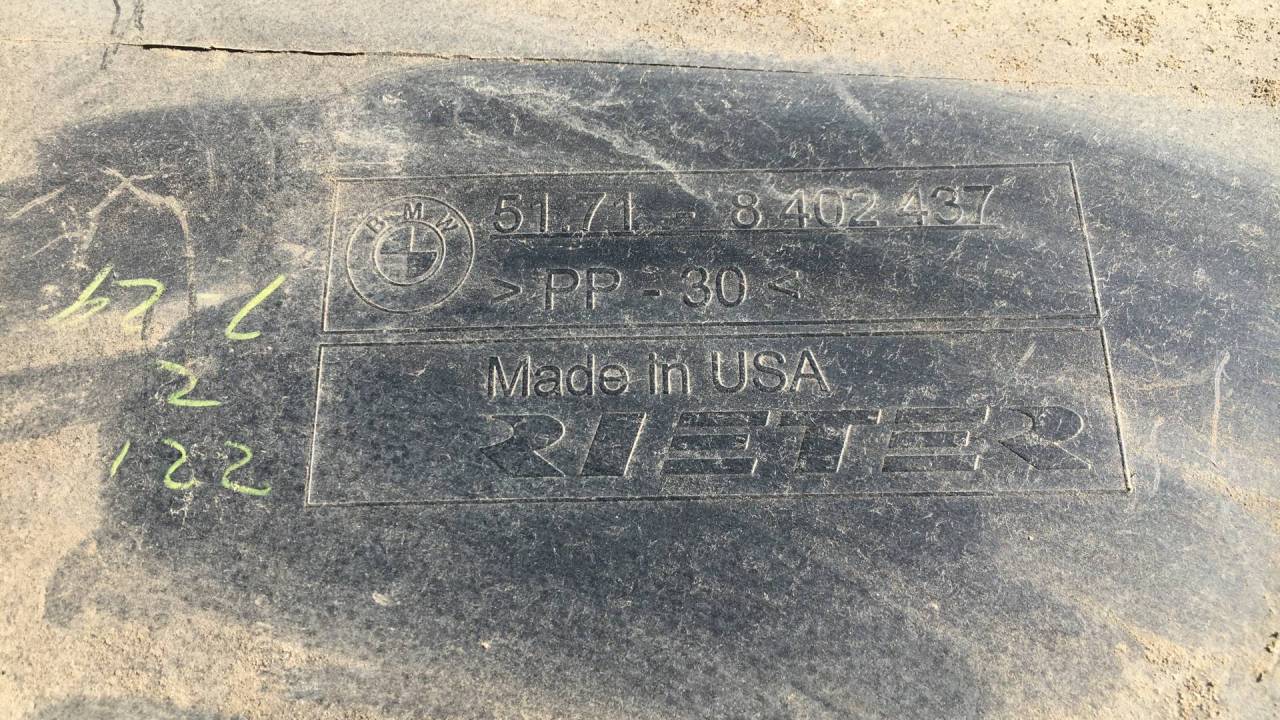 BMW
51.71 - 8 402 437
> PP - 30 <
Made in USA
RIETER
2
122